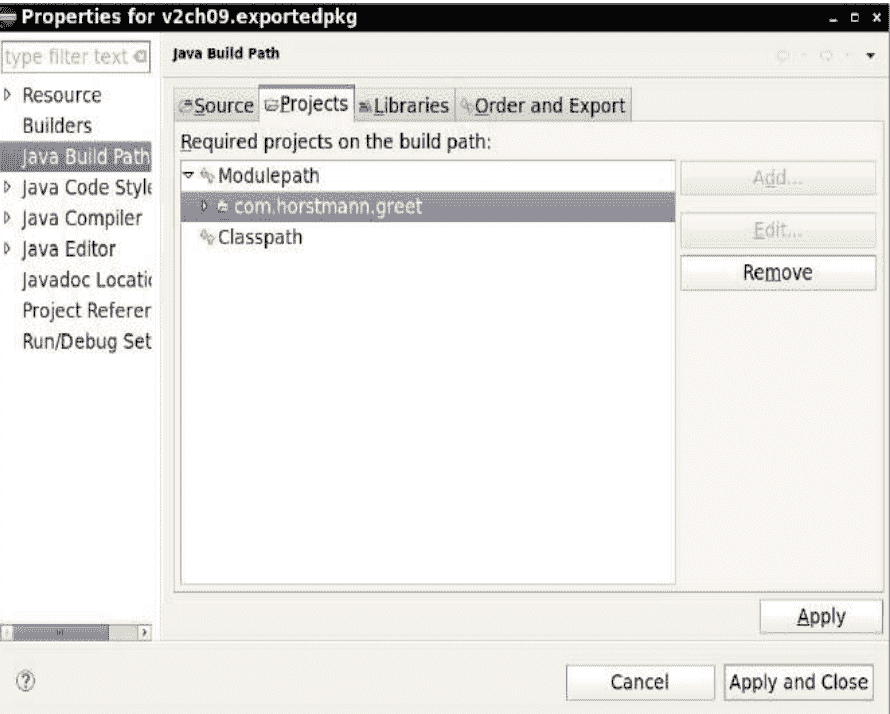 Properties for v2ch09.exportedpkg
type filter text
Java Build Path
Resource
Builders
Java Build Path
Java Code Style
Java Compiler
Java Editor
Javadoc Locatic
Project Referer
Run/Debug Set
Source Projects Libraries Order and Export
Required projects on the build path:
Modulepath
com.horstmann.greet
Classpath
Add...
Edit...
Remove
Apply
Cancel
Apply and Close